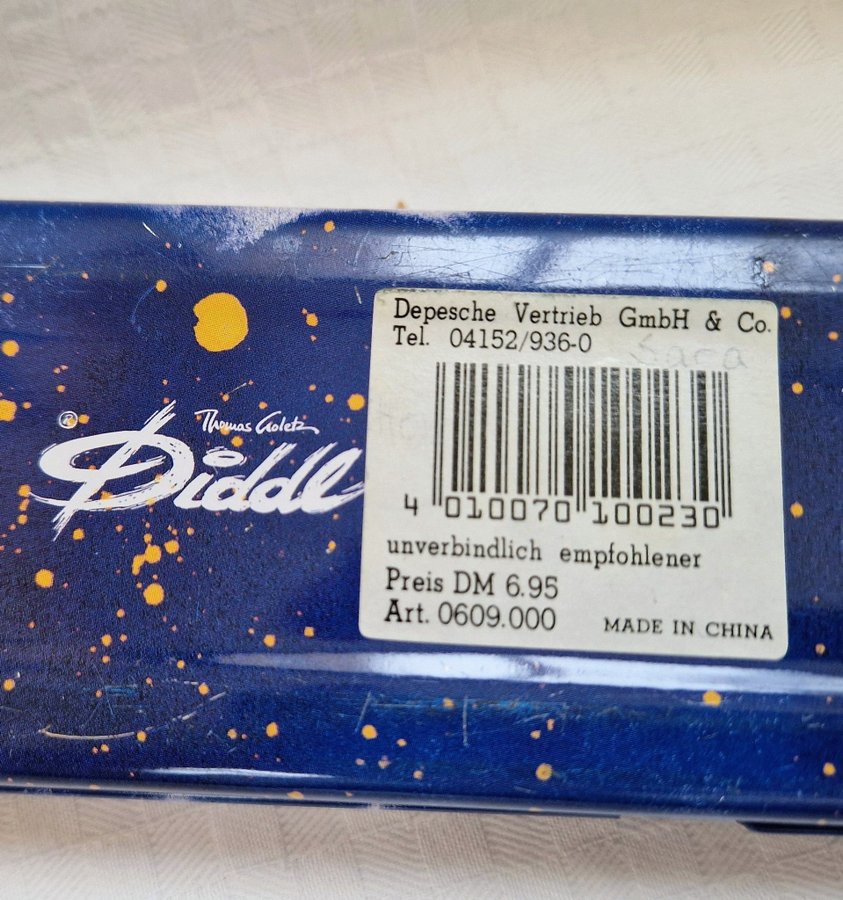 Thomas Goletz
® Diddl
Depesche Vertrieb GmbH & Co.
Tel. 04152/936-0
Sara
4 010070 100230
unverbindlich empfohlener
Preis DM 6.95
Art. 0609.000 MADE IN CHINA